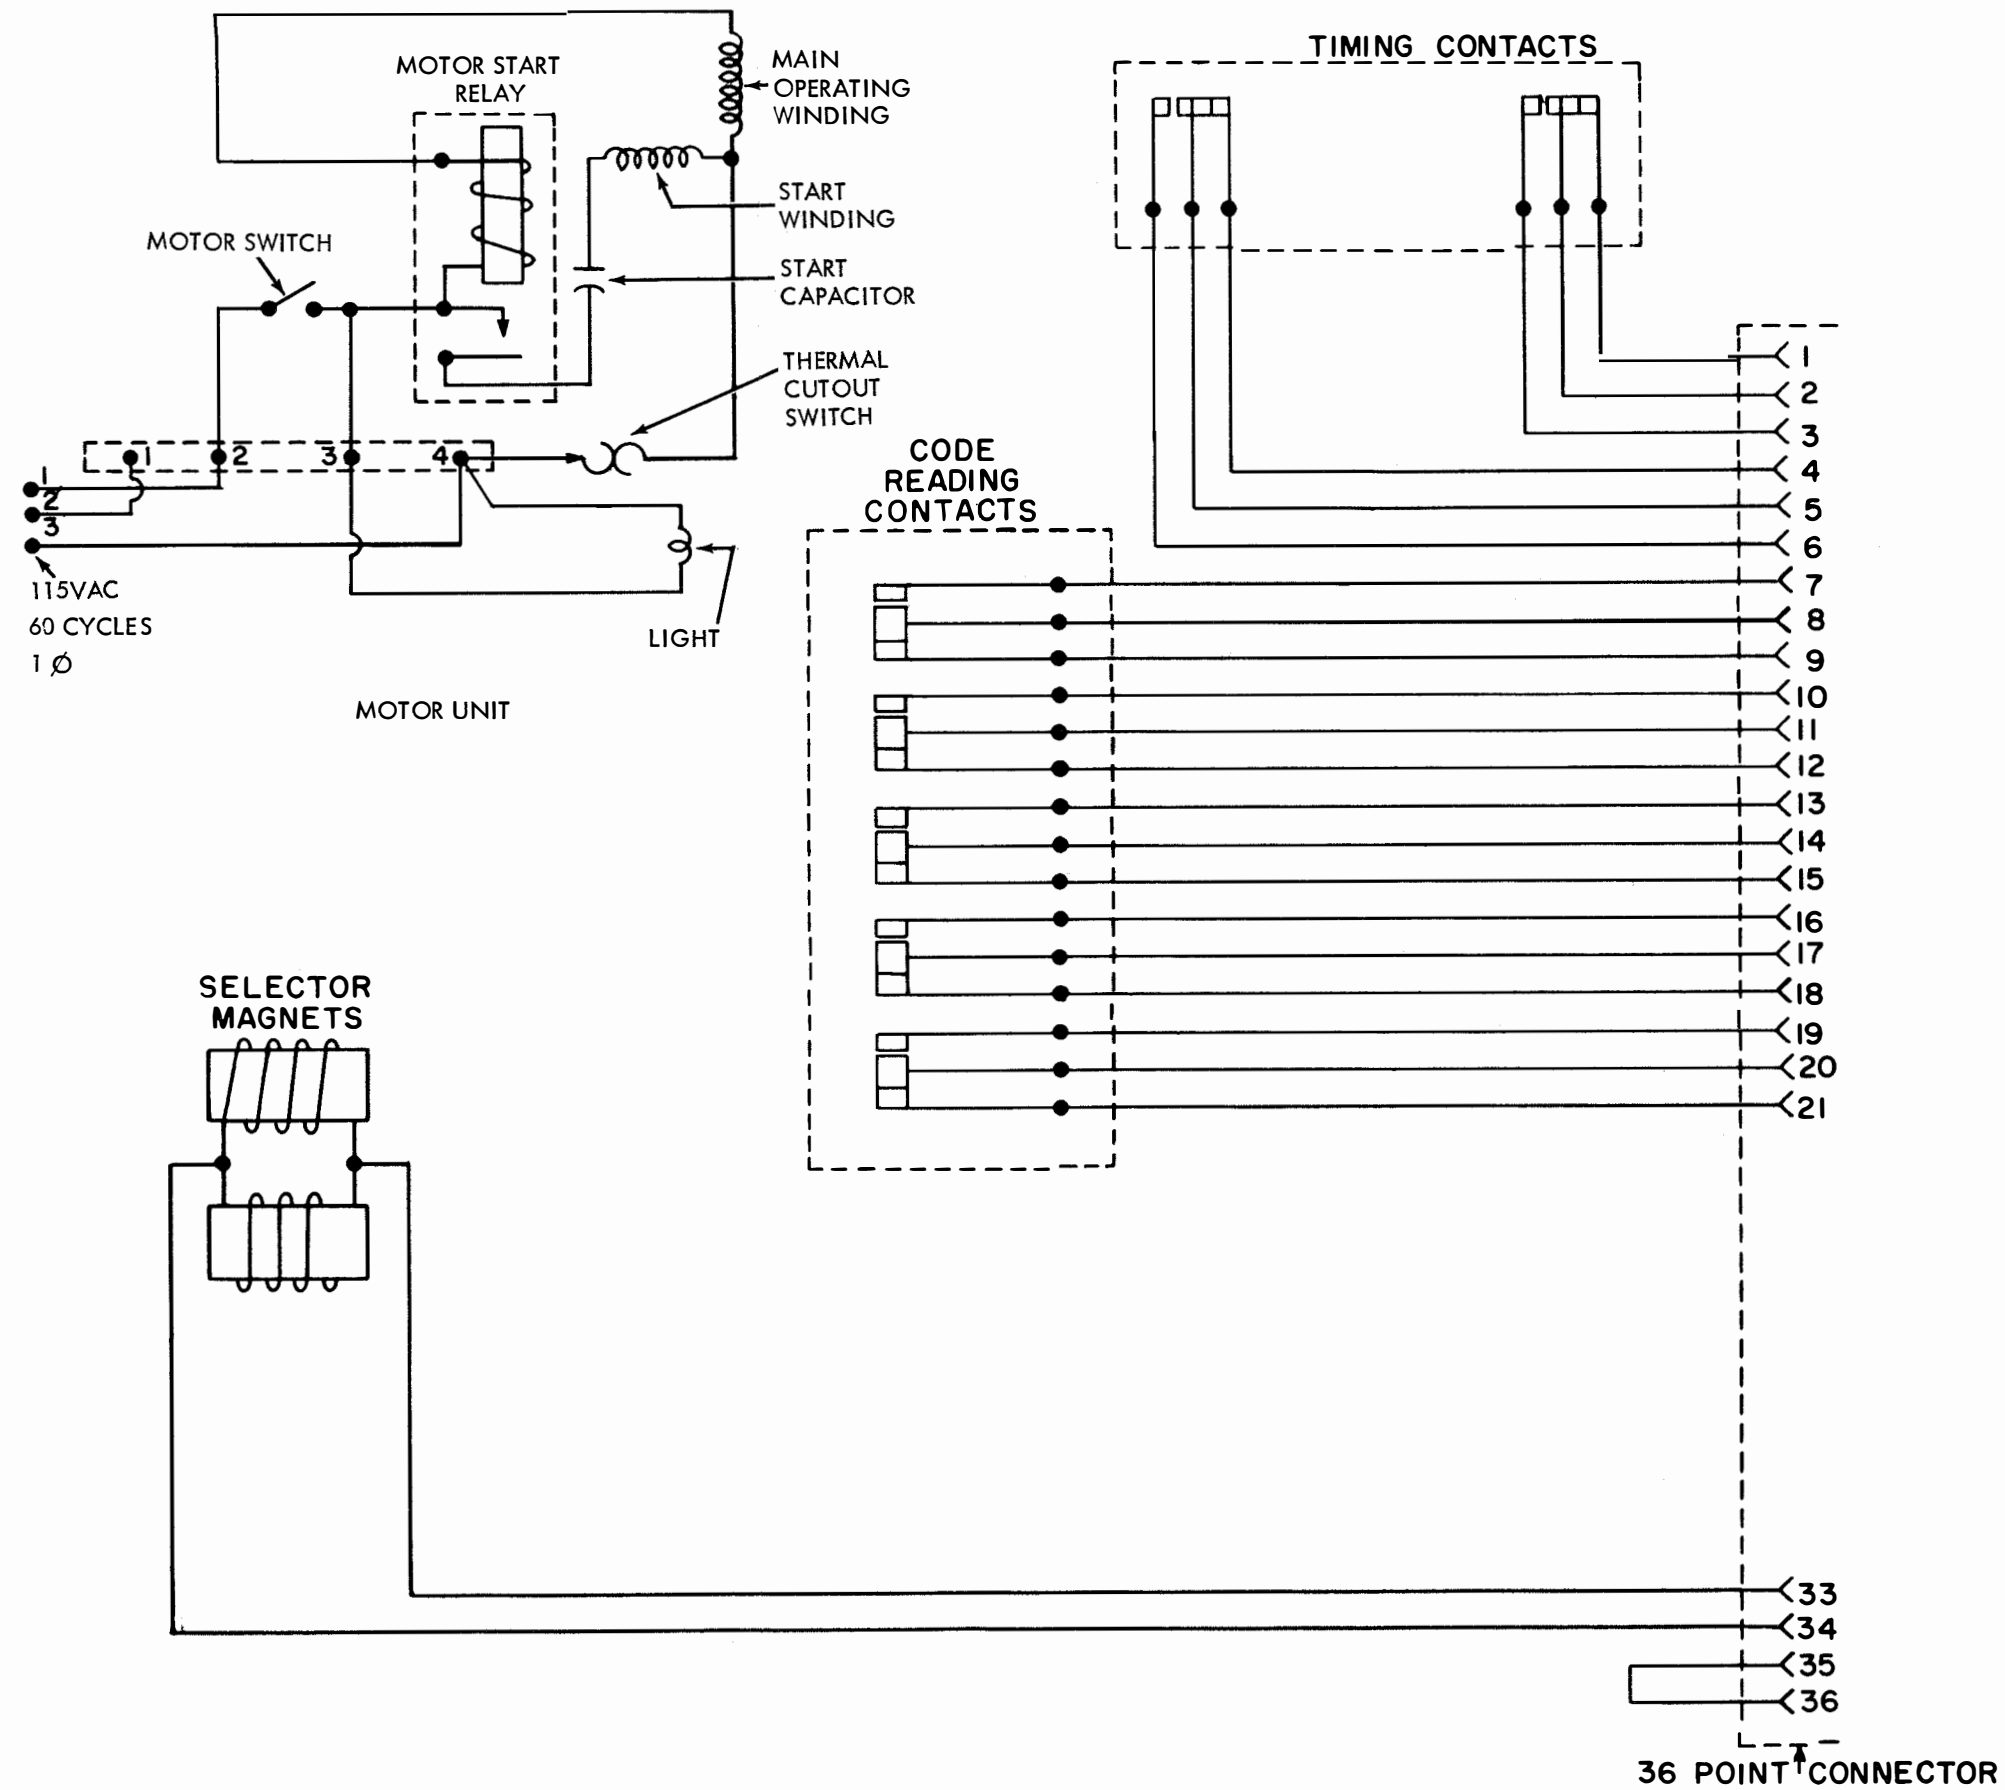 TIMING CONTACTS
MOTOR START
RELAY
MAIN
OPERATING
WINDING
START
WINDING
MOTOR SWITCH
START
CAPACITOR
THERMAL
CUTOUT
SWITCH
1 2 3 4
1
2
3
115VAC
60 CYCLES
1 Ø
LIGHT
MOTOR UNIT
CODE
READING
CONTACTS
1
2
3
4
5
6
7
8
9
10
11
12
13
14
15
16
17
18
19
20
21
SELECTOR
MAGNETS
33
34
35
36
36 POINT CONNECTOR